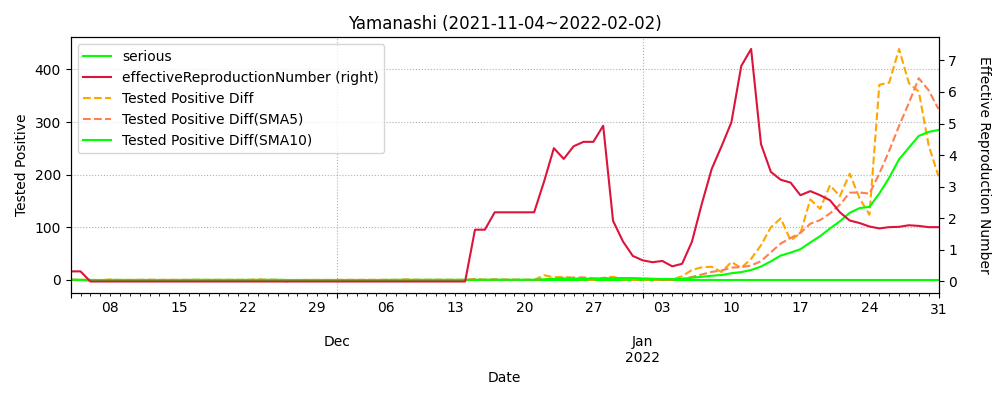 Yamanashi (2021-11-04~2022-02-02)
serious
effectiveReproductionNumber (right)
Tested Positive Diff
Tested Positive Diff(SMA5)
Tested Positive Diff(SMA10)
Tested Positive
400
300
200
100
0
7
6
5
4
3
2
1
0
Effective Reproduction Number
08 15 22 29 06 13 20 27 03 10 17 24 31
Dec Jan
2022
Date